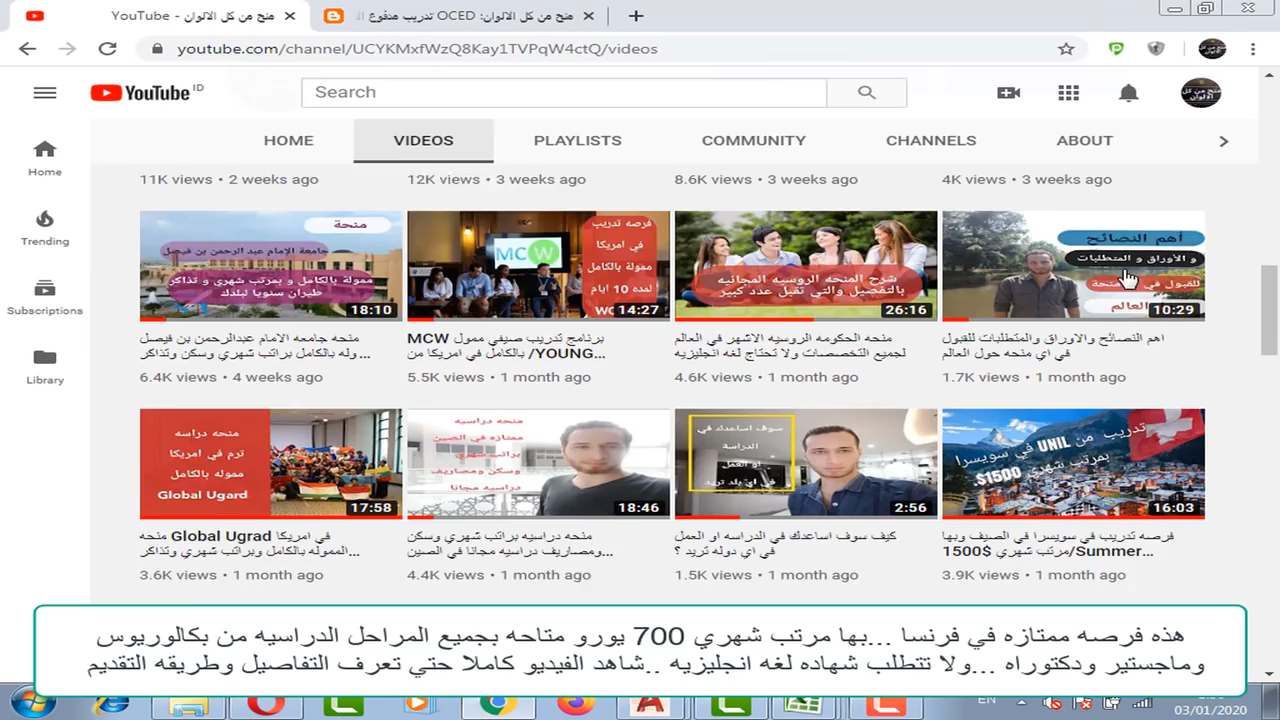 منح من كل الالوان - YouTube
منح من كل الالوان: OCED تدريب مدفوع ال
youtube.com/channel/UCYKMxfWzQ8Kay1TVPqW4ctQ/videos
YouTube ID
Search
منح من كل الالوان
HOME VIDEOS PLAYLISTS COMMUNITY CHANNELS ABOUT
Home
Trending
Subscriptions
Library
11K views • 2 weeks ago
12K views • 3 weeks ago
8.6K views • 3 weeks ago
4K views • 3 weeks ago
منحة
جامعة الإمام عبد الرحمن بن فيصل
ممولة بالكامل و بمرتب شهري و تذاكر
طيران سنويا لبلدك
18:10
منحه جامعه الامام عبدالرحمن بن فيصل
...وله بالكامل براتب شهري وسكن وتذاكر
6.4K views • 4 weeks ago
فرصه تدريب
في امريكا
ممولة بالكامل
لمده 10 ايام
MCW
14:27
برنامج تدريب صيفي ممول MCW
بالكامل في امريكا من /YOUNG...
5.5K views • 1 month ago
شرح المنحه الروسيه المجانيه
بالتفصيل والتي تقبل عدد كبير
26:16
منحه الحكومه الروسيه الاشهر في العالم
لجميع التخصصات ولا تحتاج لغه انجليزيه
4.6K views • 1 month ago
أهم النصائح
و الأوراق و المتطلبات
للقبول في منحة
العالم
10:29
اهم النصائح والاوراق والمتطلبات للقبول
في اي منحه حول العالم
1.7K views • 1 month ago
منحه دراسه
ترم في امريكا
مموله بالكامل
Global Ugard
17:58
في امريكا Global Ugrad منحه
...المموله بالكامل وبراتب شهري وتذاكر
3.6K views • 1 month ago
منحه دراسيه
ممتازه في الصين
براتب شهري
وسكن ومصاريف
دراسيه مجانا
18:46
منحه دراسيه براتب شهري وسكن
...ومصاريف دراسيه مجانا في الصين
4.4K views • 1 month ago
سوف اساعدك في
الدراسة
او العمل
في اي بلد تريد
2:56
كيف سوف اساعدك في الدراسه او العمل
في اي دوله تريد ؟
1.5K views • 1 month ago
تدريب من UNIL في سويسرا
بمرتب شهري $1500
16:03
فرصه تدريب في سويسرا في الصيف وبها
مرتب شهري $1500/Summer...
3.9K views • 1 month ago
هذه فرصه ممتازه في فرنسا ...بها مرتب شهري 700 يورو متاحه بجميع المراحل الدراسيه من بكالوريوس
وماجستير ودكتوراه ...ولا تتطلب شهاده لغه انجليزيه ..شاهد الفيديو كاملا حتي تعرف التفاصيل وطريقه التقديم
EN
03/01/2020